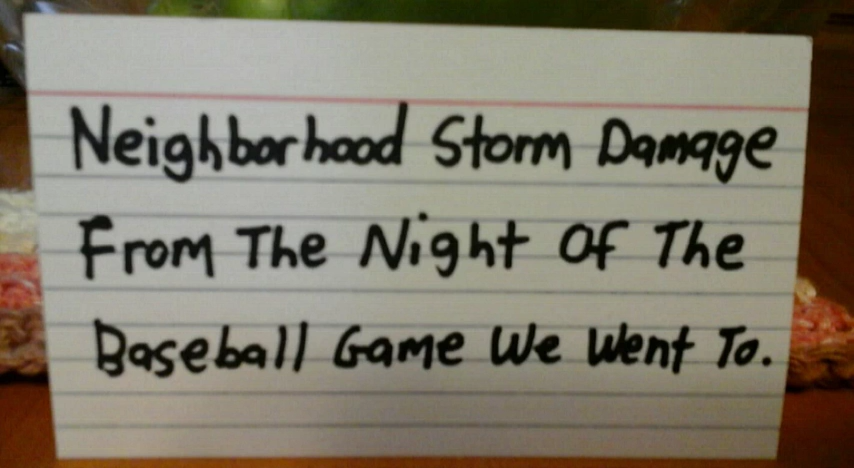 Neighborhood Storm Damage
From The Night Of The
Baseball Game We Went To.